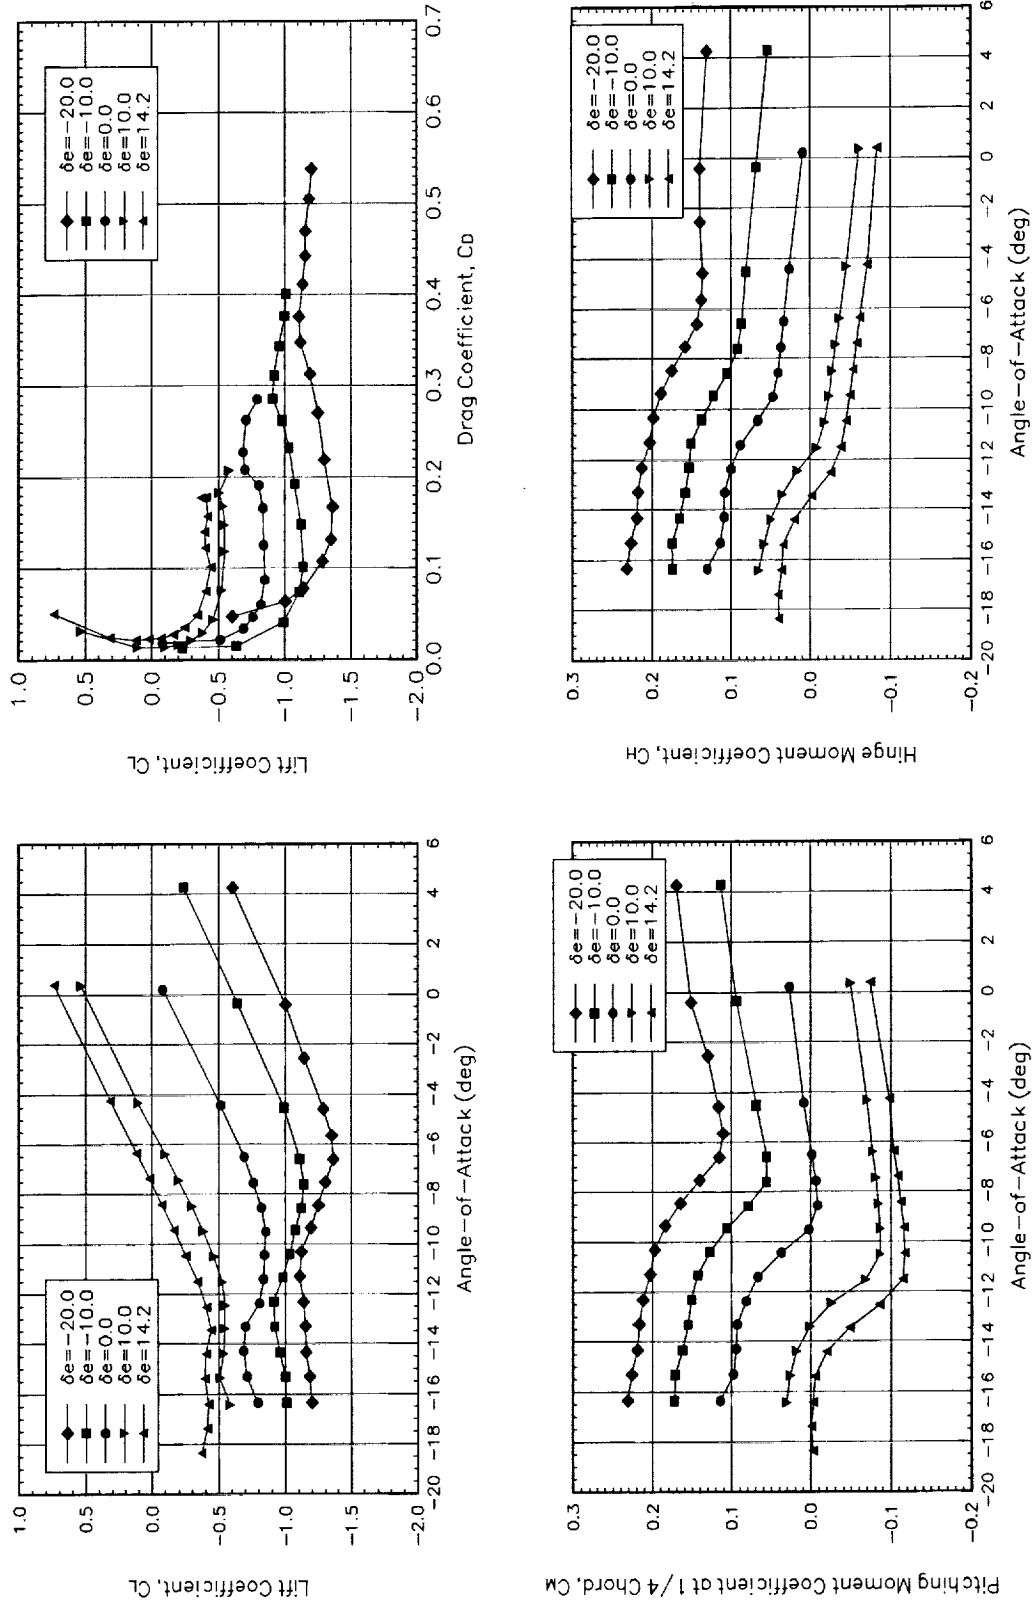 Lift Coefficient, CL
1.0
0.5
0.0
−0.5
−1.0
−1.5
−2.0
δe=−20.0
δe=−10.0
δe=0.0
δe=10.0
δe=14.2
−20 −18 −16 −14 −12 −10 −8 −6 −4 −2 0 2 4 6
Angle−of−Attack (deg)
Lift Coefficient, CL
1.0
0.5
0.0
−0.5
−1.0
−1.5
−2.0
δe=−20.0
δe=−10.0
δe=0.0
δe=10.0
δe=14.2
0.0 0.1 0.2 0.3 0.4 0.5 0.6 0.7
Drag Coefficient, CD
Pitching Moment Coefficient at 1/4 Chord, CM
0.3
0.2
0.1
0.0
−0.1
−0.2
δe=−20.0
δe=−10.0
δe=0.0
δe=10.0
δe=14.2
−20 −18 −16 −14 −12 −10 −8 −6 −4 −2 0 2 4 6
Angle−of−Attack (deg)
Hinge Moment Coefficient, CH
0.3
0.2
0.1
0.0
−0.1
−0.2
δe=−20.0
δe=−10.0
δe=0.0
δe=10.0
δe=14.2
−20 −18 −16 −14 −12 −10 −8 −6 −4 −2 0 2 4 6
Angle−of−Attack (deg)